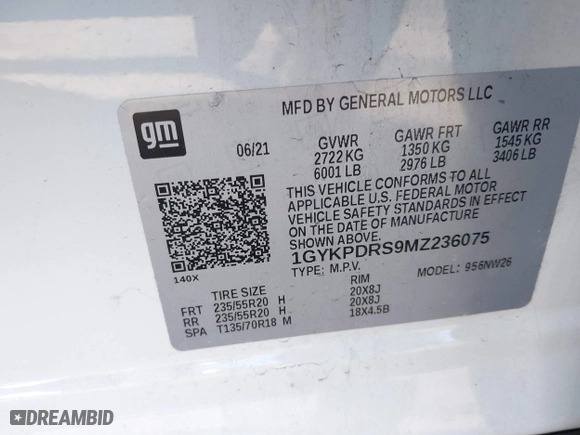 MFD BY GENERAL MOTORS LLC
gm
06/21 GVWR GAWR FRT GAWR RR
2722 KG 1350 KG 1545 KG
6001 LB 2976 LB 3406 LB
THIS VEHICLE CONFORMS TO ALL
APPLICABLE U.S. FEDERAL MOTOR
VEHICLE SAFETY STANDARDS IN EFFECT
ON THE DATE OF MANUFACTURE
SHOWN ABOVE.
1GYKPDRS9MZ236075
140X
TYPE: M.P.V. MODEL: 956NW26
TIRE SIZE RIM
FRT 235/55R20 H 20X8J
RR 235/55R20 H 20X8J
SPA T135/70R18 M 18X4.5B
DREAMBID